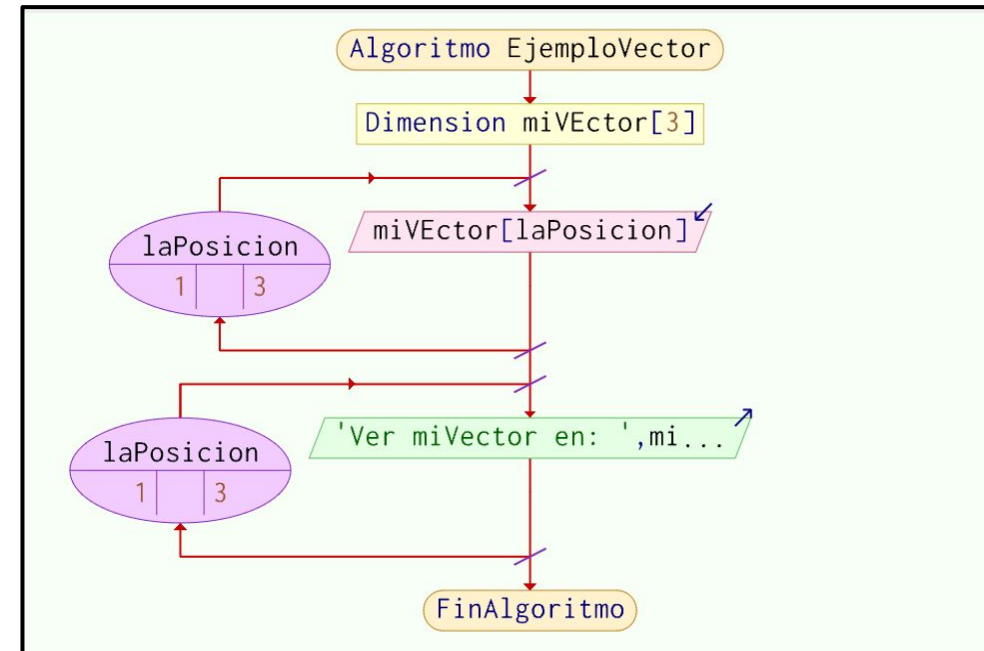 Algoritmo EjemploVector
Dimension miVEctor[3]
miVEctor[laPosicion]
laPosicion
1 3
'Ver miVector en: ',mi...
laPosicion
1 3
FinAlgoritmo